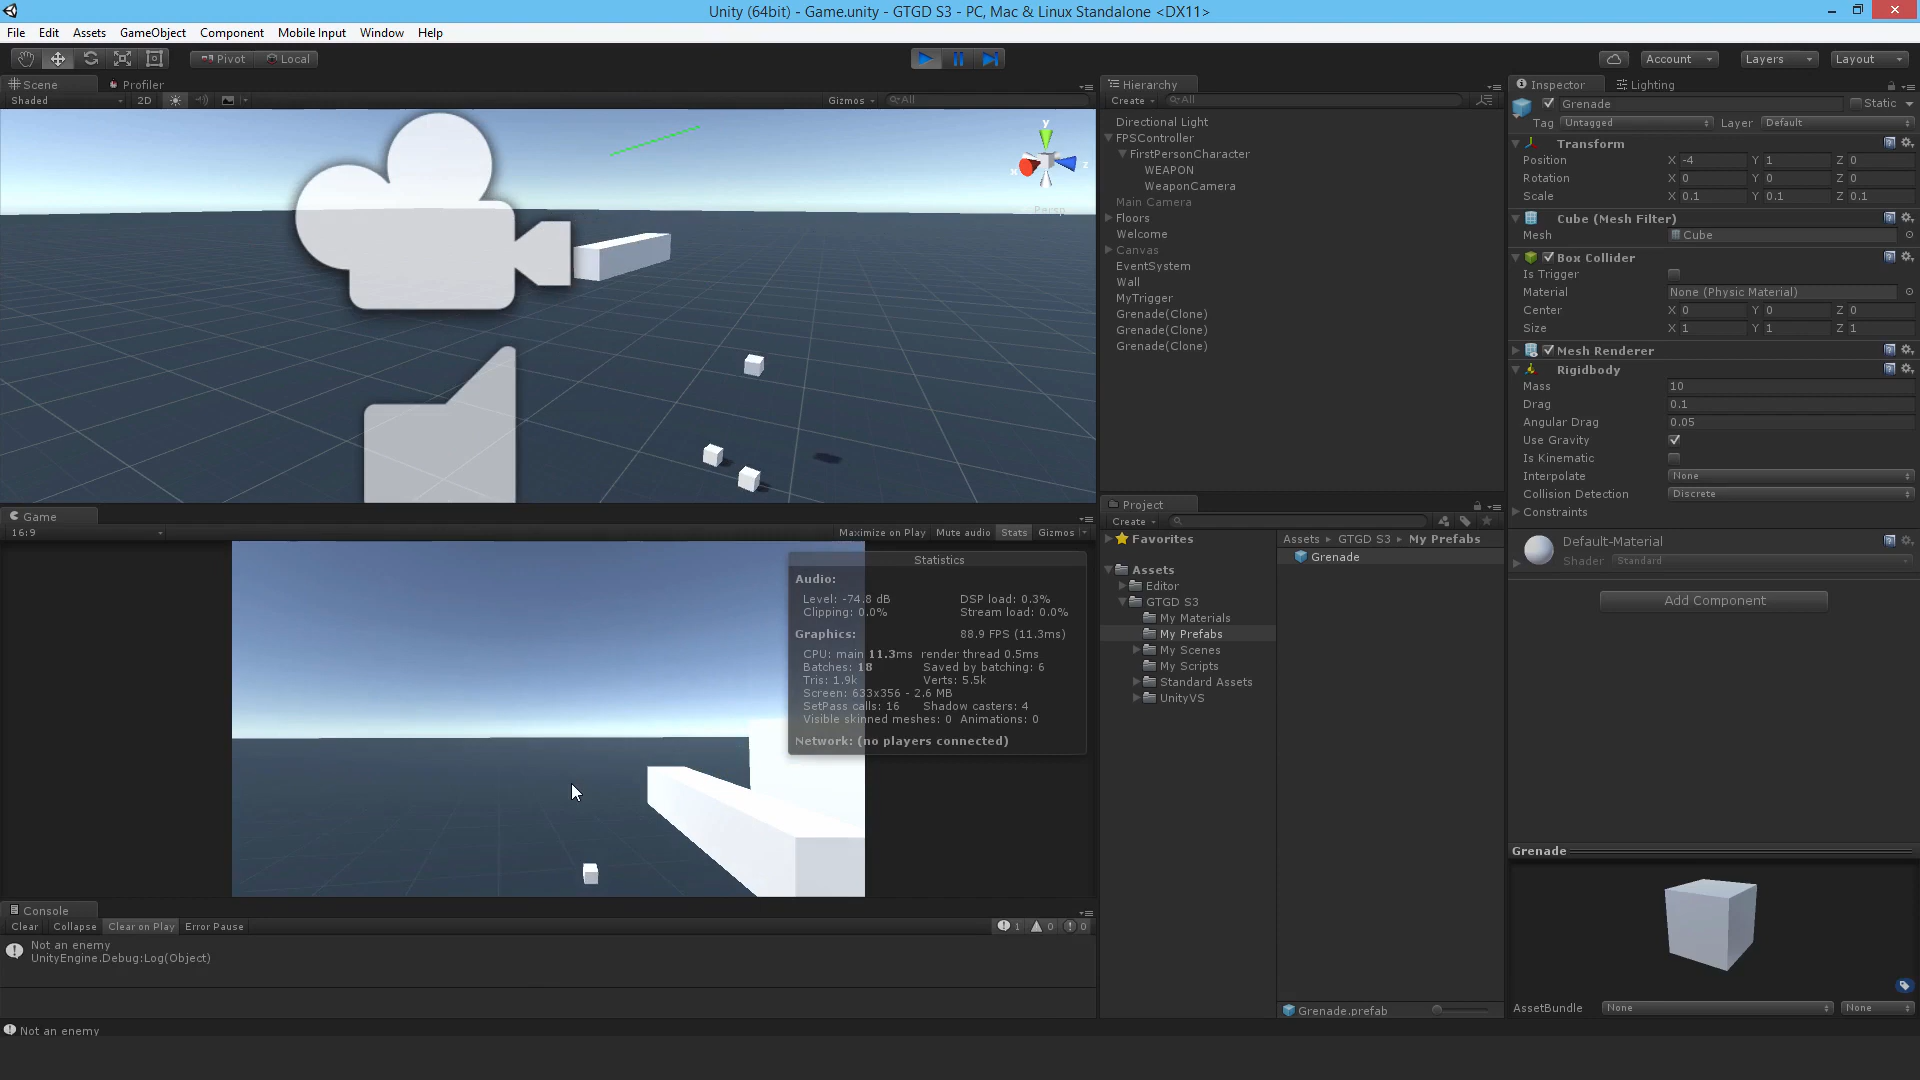 Unity (64bit) - Game.unity - GTGD S3 - PC, Mac & Linux Standalone <DX11>
File Edit Assets GameObject Component Mobile Input Window Help
Pivot Local
Account Layers Layout
Scene Profiler
Shaded 2D Gizmos All
y
x
z
Persp
Hierarchy
Create All
Directional Light
FPSController
FirstPersonCharacter
WEAPON
WeaponCamera
Main Camera
Floors
Welcome
Canvas
EventSystem
Wall
MyTrigger
Grenade(Clone)
Grenade(Clone)
Grenade(Clone)
Inspector Lighting
Grenade Static
Tag Untagged Layer Default
Transform
Position X -4 Y 1 Z 0
Rotation X 0 Y 0 Z 0
Scale X 0.1 Y 0.1 Z 0.1
Cube (Mesh Filter)
Mesh Cube
Box Collider
Is Trigger
Material None (Physic Material)
Center X 0 Y 0 Z 0
Size X 1 Y 1 Z 1
Mesh Renderer
Rigidbody
Mass 10
Drag 0.1
Angular Drag 0.05
Use Gravity
Is Kinematic
Interpolate None
Collision Detection Discrete
Constraints
Default-Material
Shader Standard
Add Component
Grenade
AssetBundle None None
Game
16:9 Maximize on Play Mute audio Stats Gizmos
Statistics
Audio:
Level: -74.8 dB DSP load: 0.3%
Clipping: 0.0% Stream load: 0.0%
Graphics: 88.9 FPS (11.3ms)
CPU: main 11.3ms render thread 0.5ms
Batches: 18 Saved by batching: 6
Tris: 1.9k Verts: 5.5k
Screen: 633x356 - 2.6 MB
SetPass calls: 16 Shadow casters: 4
Visible skinned meshes: 0 Animations: 0
Network: (no players connected)
Project
Create
Favorites
Assets
Editor
GTGD S3
My Materials
My Prefabs
My Scenes
My Scripts
Standard Assets
UnityVS
Assets GTGD S3 My Prefabs
Grenade
Grenade.prefab
Console
Clear Collapse Clear on Play Error Pause 1 0 0
Not an enemy
UnityEngine.Debug:Log(Object)
Not an enemy